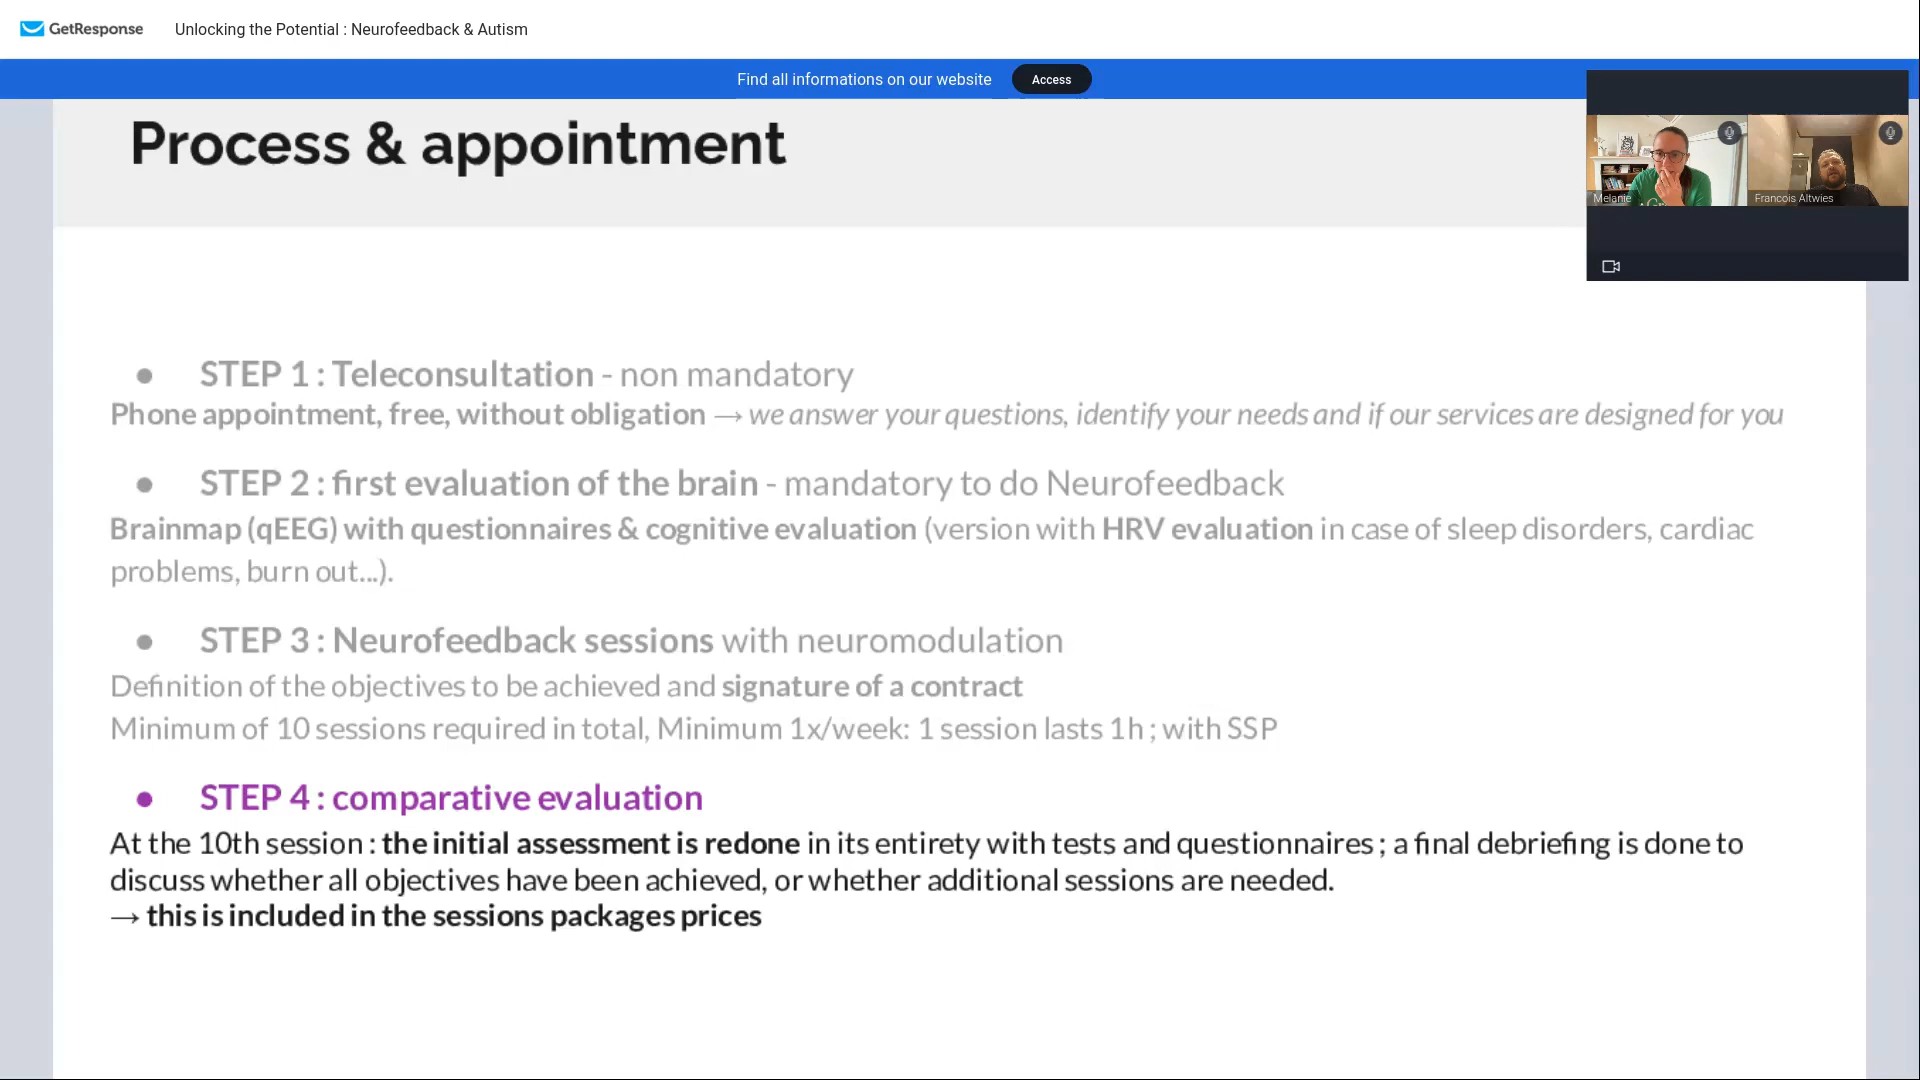 GetResponse
Unlocking the Potential : Neurofeedback & Autism
Find all informations on our website
Access
Process & appointment
Melanie
Francois Altwies
● STEP 1 : Teleconsultation - non mandatory
Phone appointment, free, without obligation → we answer your questions, identify your needs and if our services are designed for you
● STEP 2 : first evaluation of the brain - mandatory to do Neurofeedback
Brainmap (qEEG) with questionnaires & cognitive evaluation (version with HRV evaluation in case of sleep disorders, cardiac
problems, burn out...).
● STEP 3 : Neurofeedback sessions with neuromodulation
Definition of the objectives to be achieved and signature of a contract
Minimum of 10 sessions required in total, Minimum 1x/week: 1 session lasts 1h ; with SSP
● STEP 4 : comparative evaluation
At the 10th session : the initial assessment is redone in its entirety with tests and questionnaires ; a final debriefing is done to
discuss whether all objectives have been achieved, or whether additional sessions are needed.
→ this is included in the sessions packages prices